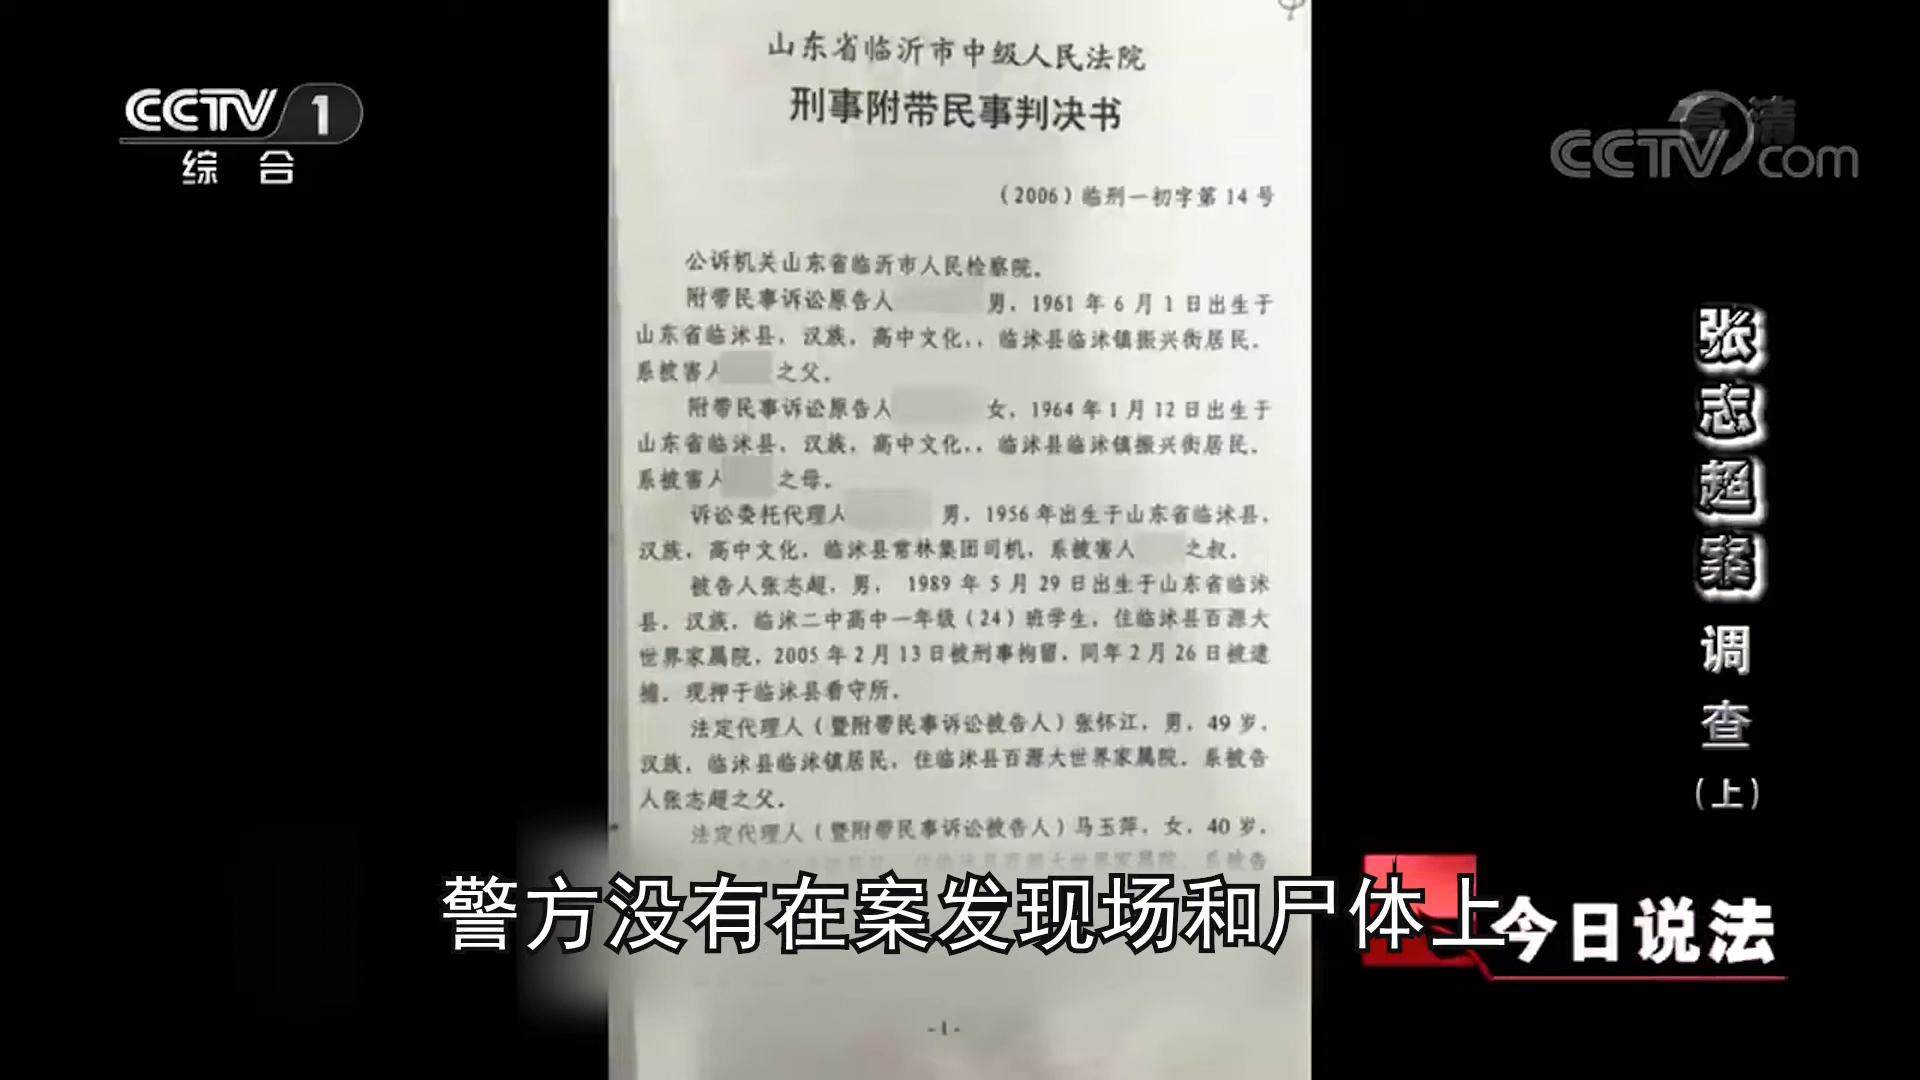 CCTV 1
综合
高清
CCTV.com
山东省临沂市中级人民法院
刑事附带民事判决书
（2006）临刑一初字第14号
公诉机关山东省临沂市人民检察院。
附带民事诉讼原告人 男，1961年6月1日出生于
山东省临沭县，汉族，高中文化，，临沭县临沭镇振兴街居民。
系被害人 之父。
附带民事诉讼原告人 女，1964年1月12日出生于
山东省临沭县，汉族，高中文化，，临沭县临沭镇振兴街居民。
系被害人 之母。
诉讼委托代理人 男，1956年出生于山东省临沭县，
汉族，高中文化，临沭县常林集团司机，系被害人 之叔。
被告人张志超，男， 1989年5月29日出生于山东省临沭
县，汉族，临沭二中高中一年级（24）班学生，住临沭县百源大
世界家属院，2005年2月13日被刑事拘留，同年2月26日被逮
捕。现押于临沭县看守所。
法定代理人（暨附带民事诉讼被告人）张怀江，男，49岁，
汉族，临沭县临沭镇居民，住临沭县百源大世界家属院。系被告
人张志超之父。
法定代理人（暨附带民事诉讼被告人）马玉萍，女，40岁，
住临沭县百源大世界家属院，系被告
-1-
张志超案调查（上）
警方没有在案发现场和尸体上
今日说法